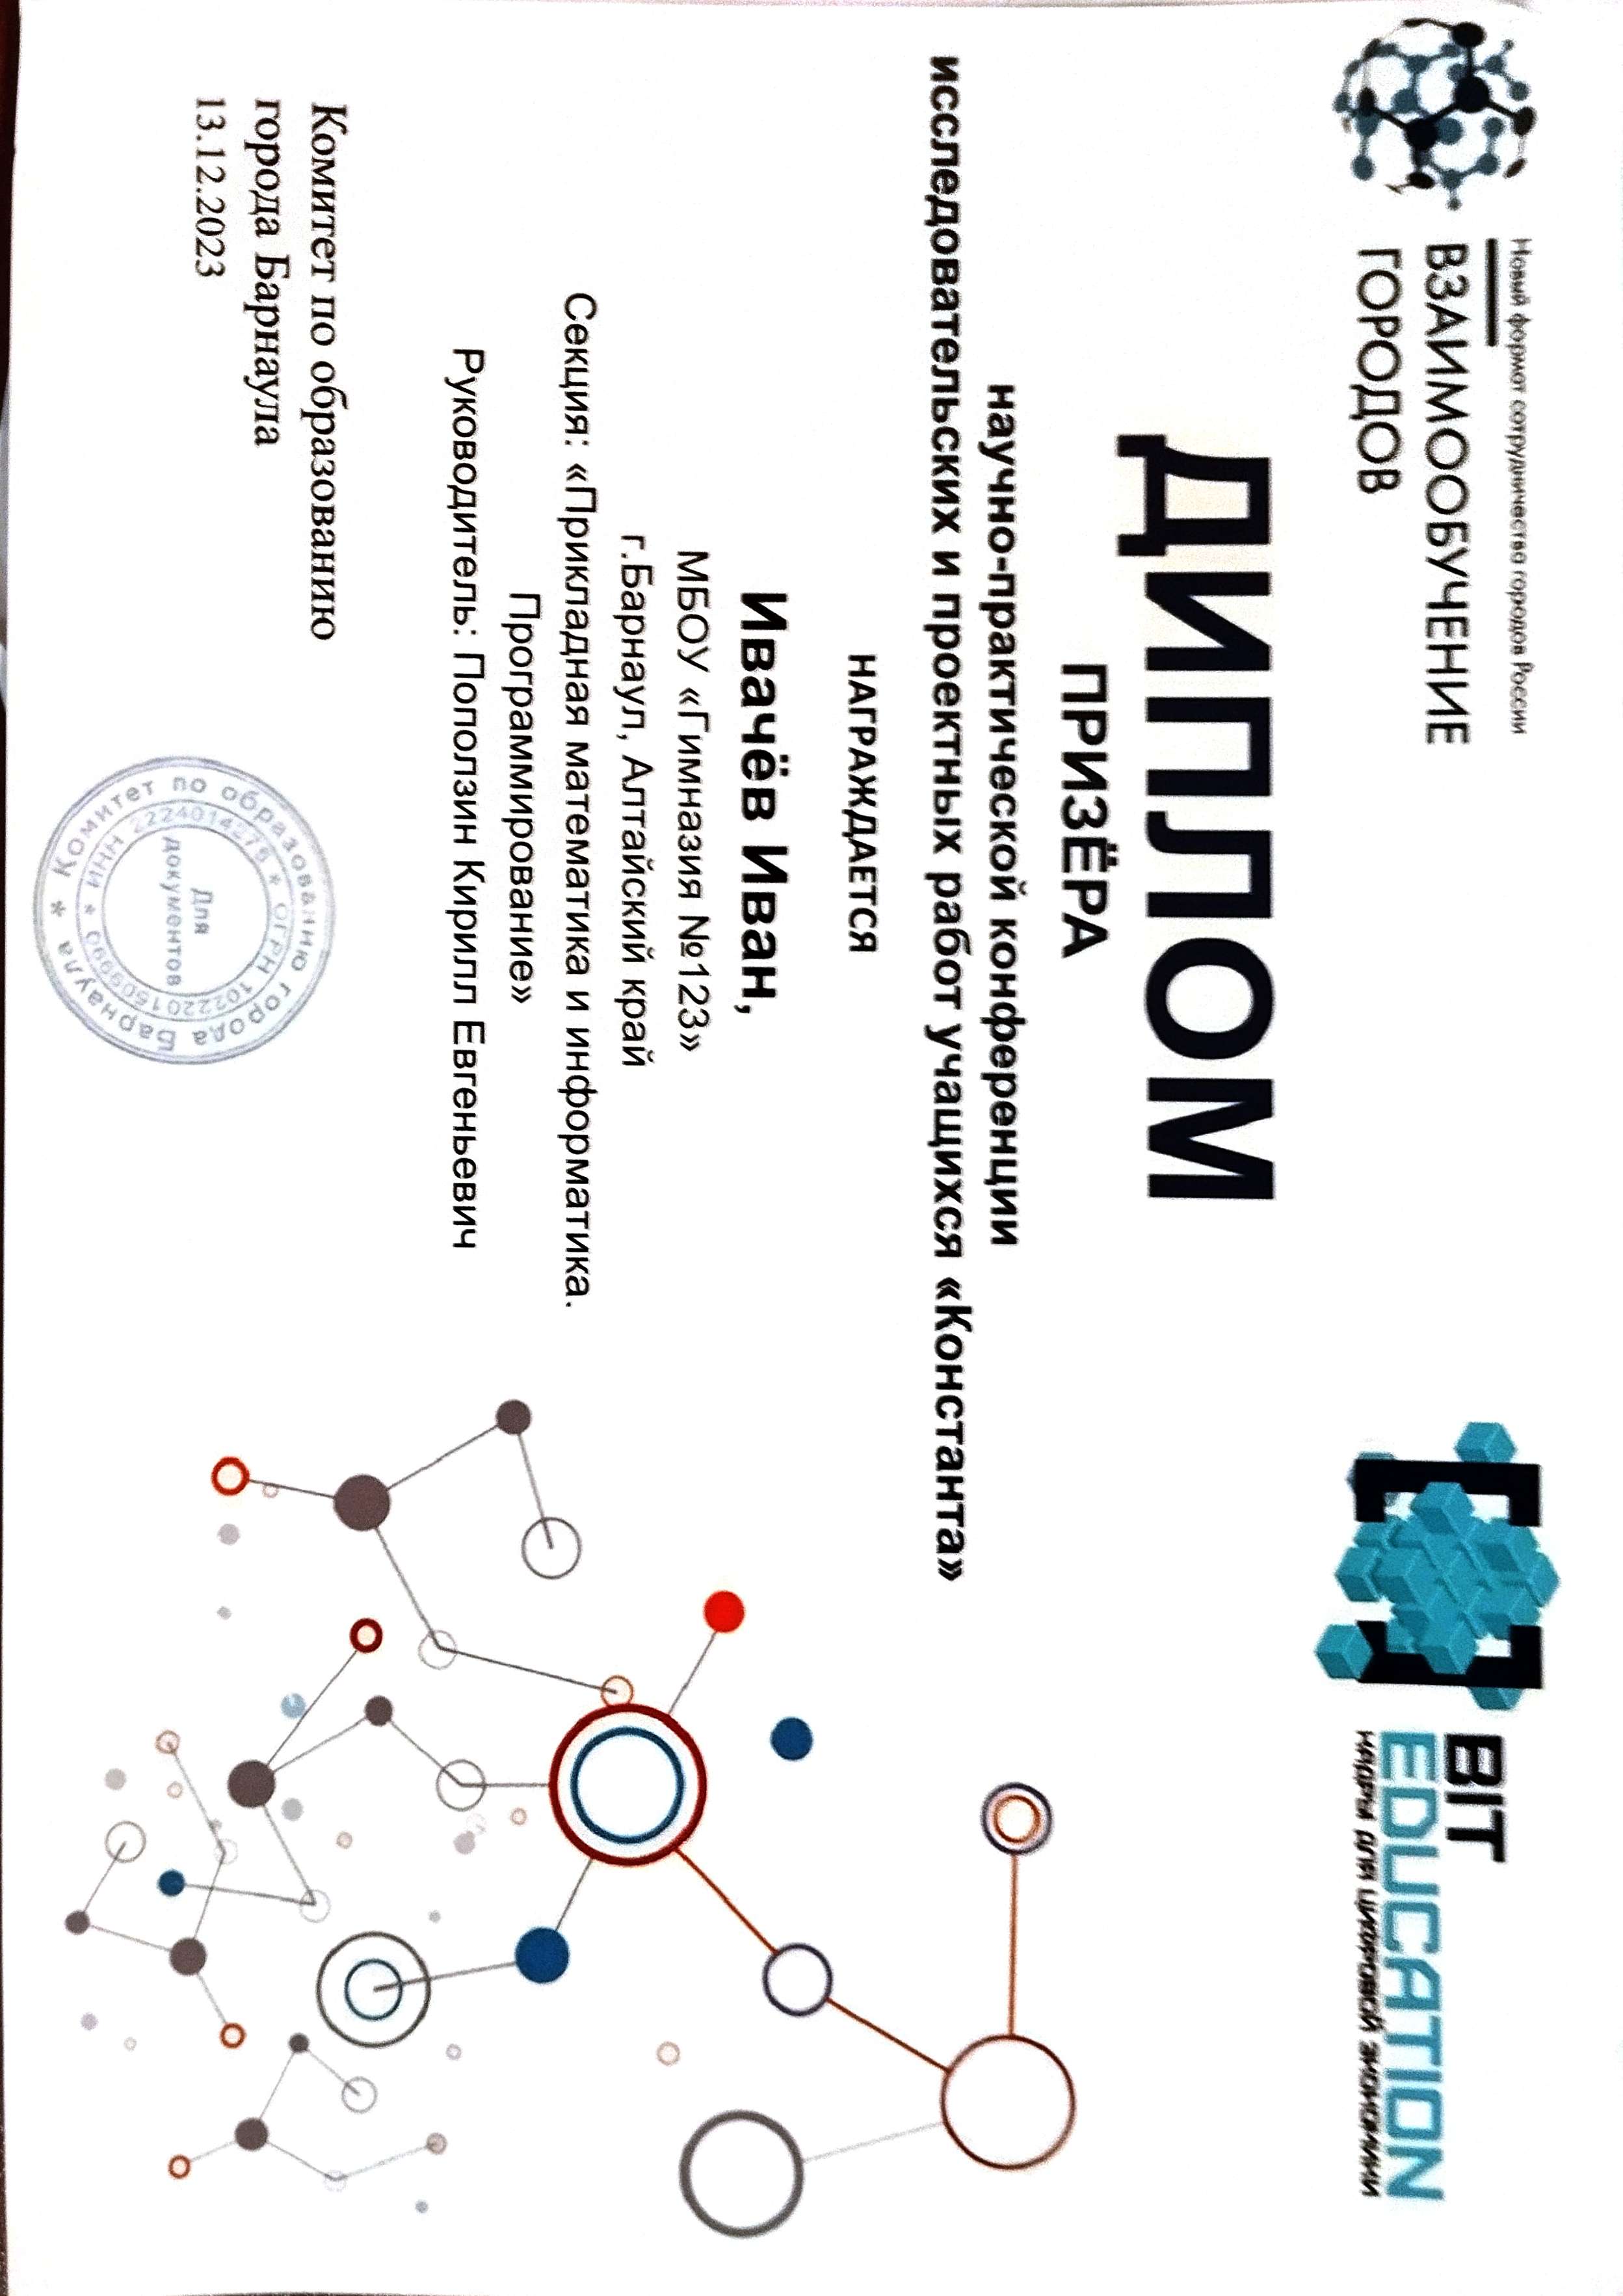 Новый формат сотрудничества городов России
ВЗАИМООБУЧЕНИЕ
ГОРОДОВ
BIT
EDUCATION
КАДРЫ ДЛЯ ЦИФРОВОЙ ЭКОНОМИКИ
ДИПЛОМ
ПРИЗЁРА
научно-практической конференции
исследовательских и проектных работ учащихся «Константа»
НАГРАЖДАЕТСЯ
Ивачёв Иван,
МБОУ «Гимназия №123»
г.Барнаул, Алтайский край
Секция: «Прикладная математика и информатика.
Программирование»
Руководитель: Поползин Кирилл Евгеньевич
Комитет по образованию
города Барнаула
13.12.2023
Комитет по образованию города Барнаула *
ИНН 2224014276 * ОГРН 1022201509990 *
Для
документов